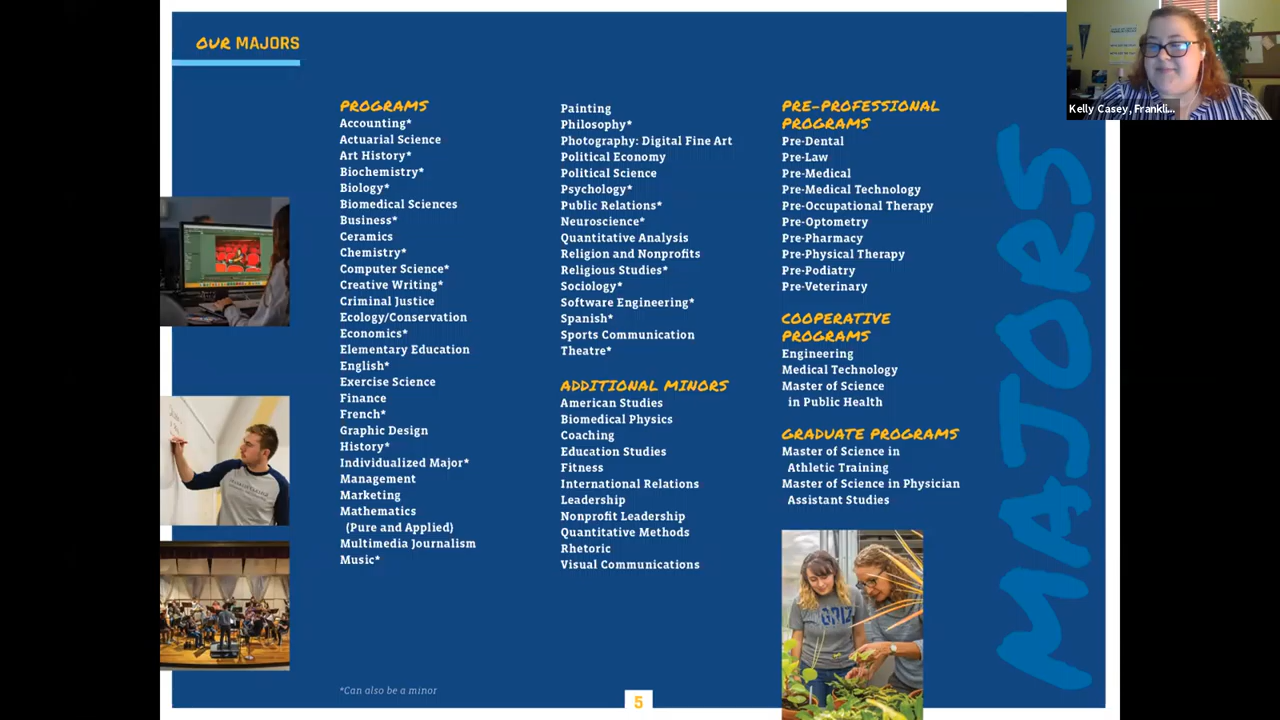 OUR MAJORS
PROGRAMS
Accounting*
Actuarial Science
Art History*
Biochemistry*
Biology*
Biomedical Sciences
Business*
Ceramics
Chemistry*
Computer Science*
Creative Writing*
Criminal Justice
Ecology/Conservation
Economics*
Elementary Education
English*
Exercise Science
Finance
French*
Graphic Design
History*
Individualized Major*
Management
Marketing
Mathematics
(Pure and Applied)
Multimedia Journalism
Music*
Painting
Philosophy*
Photography: Digital Fine Art
Political Economy
Political Science
Psychology*
Public Relations*
Neuroscience*
Quantitative Analysis
Religion and Nonprofits
Religious Studies*
Sociology*
Software Engineering*
Spanish*
Sports Communication
Theatre*
ADDITIONAL MINORS
American Studies
Biomedical Physics
Coaching
Education Studies
Fitness
International Relations
Leadership
Nonprofit Leadership
Quantitative Methods
Rhetoric
Visual Communications
PRE-PROFESSIONAL
PROGRAMS
Pre-Dental
Pre-Law
Pre-Medical
Pre-Medical Technology
Pre-Occupational Therapy
Pre-Optometry
Pre-Pharmacy
Pre-Physical Therapy
Pre-Podiatry
Pre-Veterinary
COOPERATIVE
PROGRAMS
Engineering
Medical Technology
Master of Science
in Public Health
GRADUATE PROGRAMS
Master of Science in
Athletic Training
Master of Science in Physician
Assistant Studies
GRIZ
MAJORS
*Can also be a minor
5
Kelly Casey, Frankli...